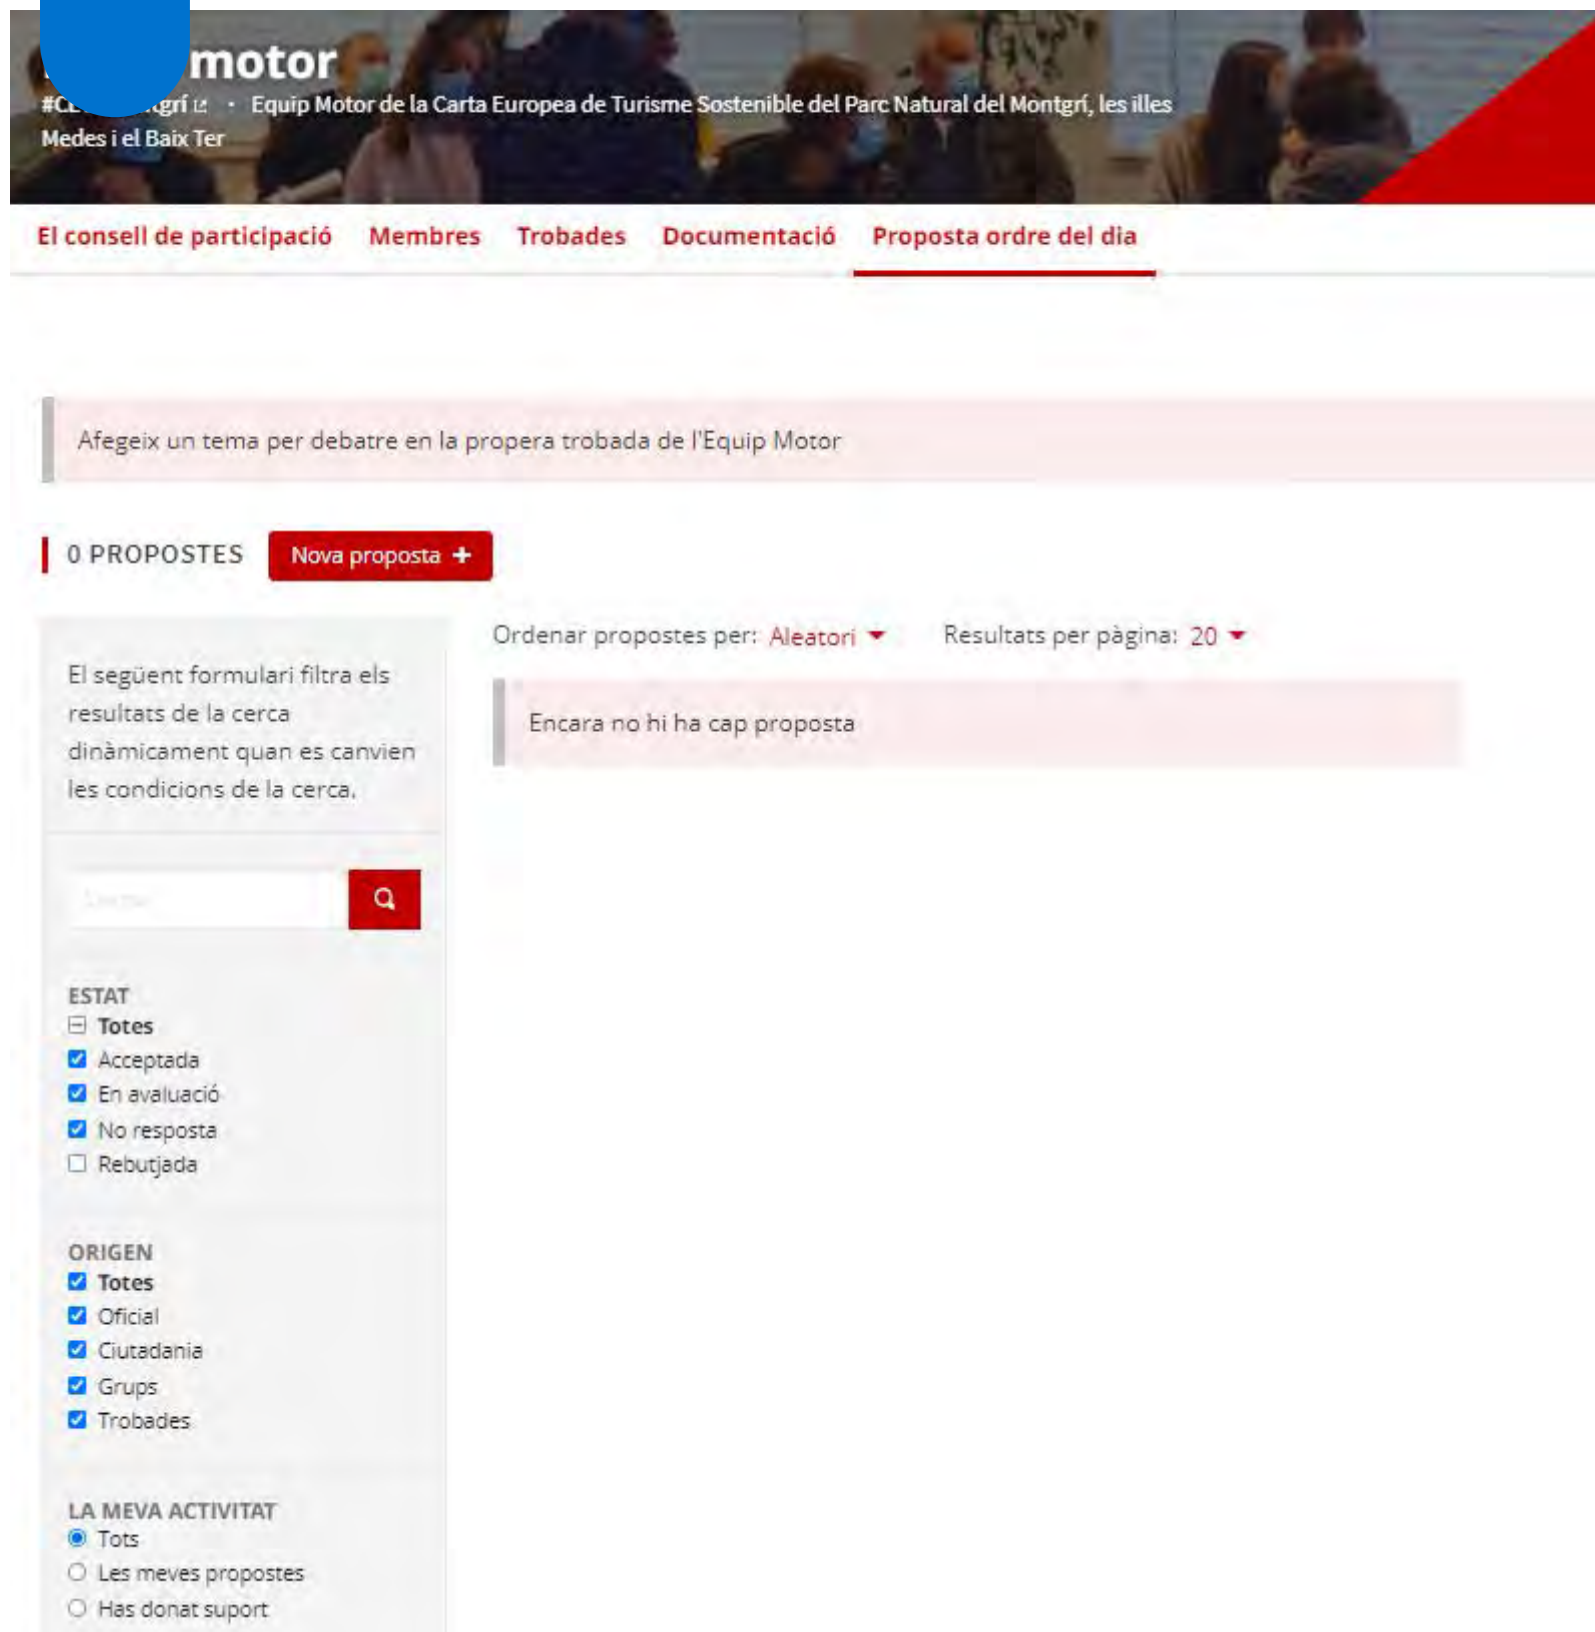 motor
grí · Equip Motor de la Carta Europea de Turisme Sostenible del Parc Natural del Montgrí, les illes
Medes i el Baix Ter
El consell de participació Membres Trobades Documentació Proposta ordre del dia
Afegeix un tema per debatre en la propera trobada de l'Equip Motor
0 PROPOSTES Nova proposta +
Ordenar propostes per: Aleatori Resultats per pàgina: 20
El següent formulari filtra els
resultats de la cerca
dinàmicament quan es canvien
les condicions de la cerca.
Encara no hi ha cap proposta
ESTAT
Totes
Acceptada
En avaluació
No resposta
Rebutjada
ORIGEN
Totes
Oficial
Ciutadania
Grups
Trobades
LA MEVA ACTIVITAT
Tots
Les meves propostes
Has donat suport